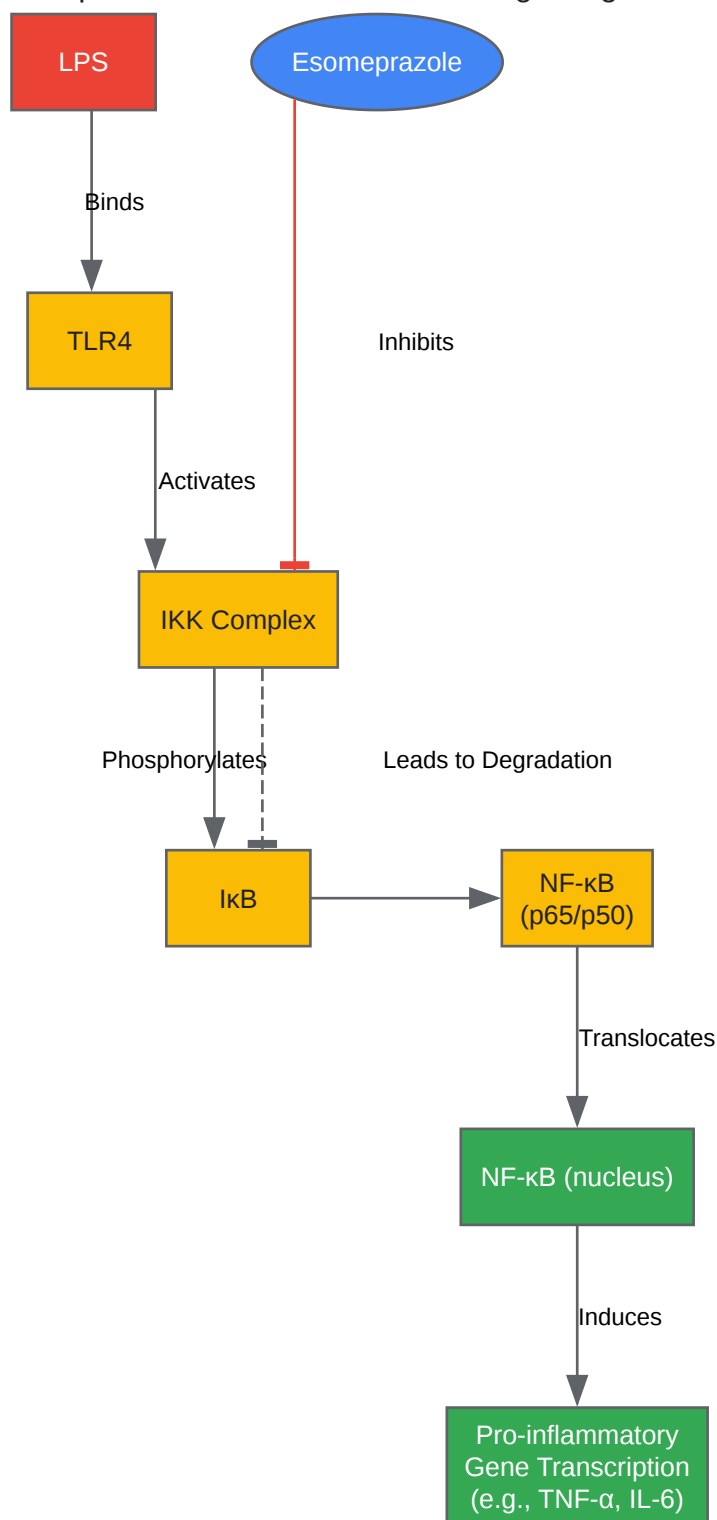 LPS
Esomeprazole
Binds
TLR4
Inhibits
Activates
IKK Complex
Phosphorylates
Leads to Degradation
IκB
NF-κB
(p65/p50)
Translocates
NF-κB (nucleus)
Induces
Pro-inflammatory
Gene Transcription
(e.g., TNF-α, IL-6)